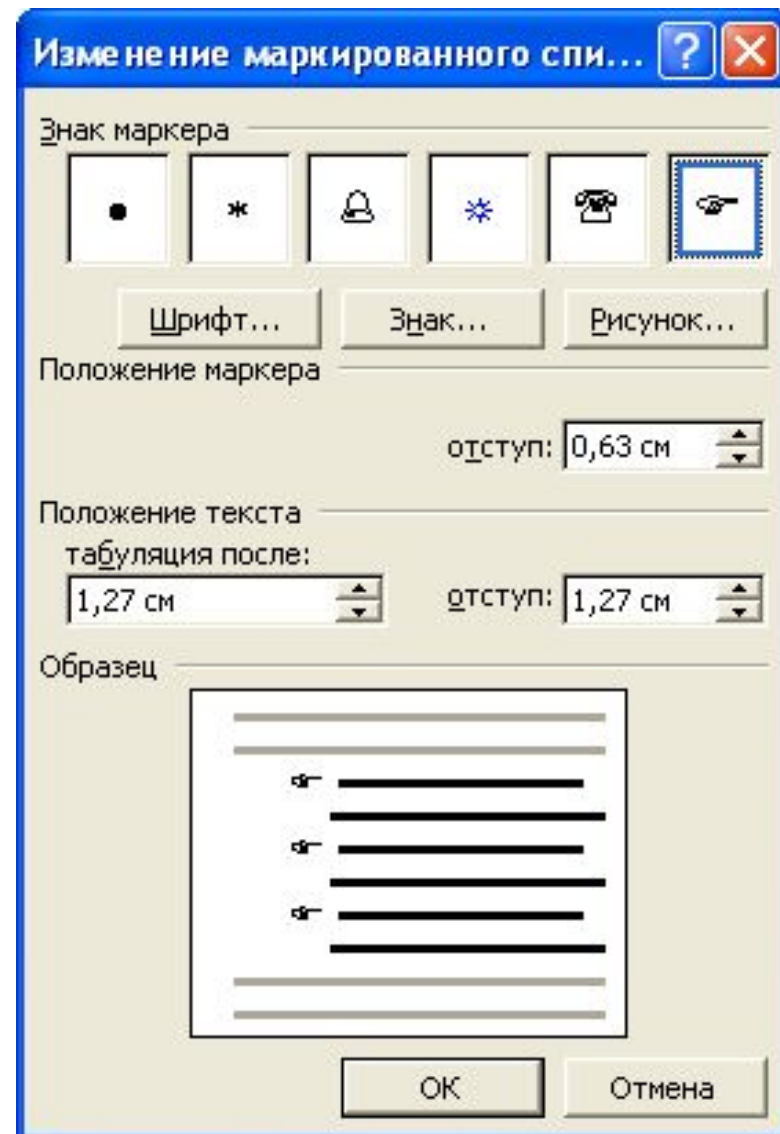 Изменение маркированного спи...
Знак маркера
Шрифт... Знак... Рисунок...
Положение маркера
отступ: 0,63 см
Положение текста
табуляция после:
1,27 см отступ: 1,27 см
Образец
ОК Отмена